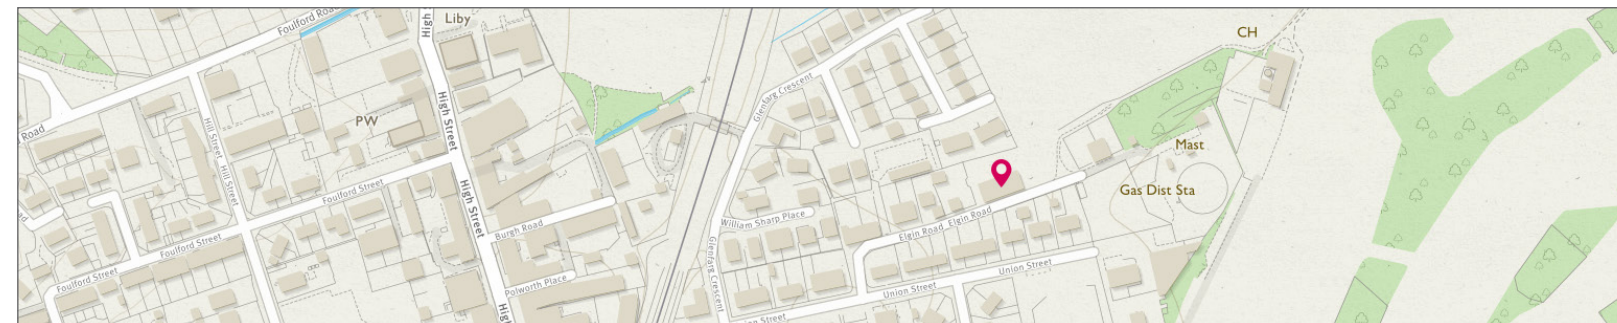 Foulford Road
High
Liby
CH
Road
Hill Street
Hill Street
PW
High Street
Glenfarg Crescent
Mast
Gas Dist Sta
Foulford Street
High Street
William Sharp Place
Elgin Road
Elgin Road
Burgh Road
Foulford Street
Glenfarg Crescent
Union Street
Foulford Street
Polworth Place
Union Street
Street